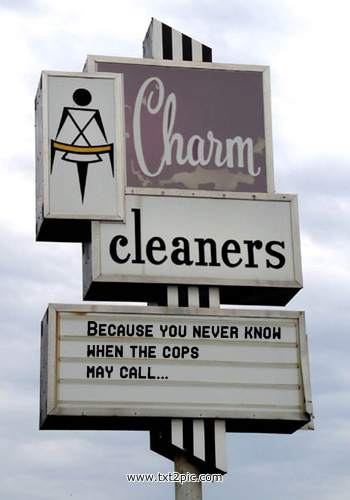 Charm
cleaners
BECAUSE YOU NEVER KNOW
WHEN THE COPS
MAY CALL...
www.txt2pic.com